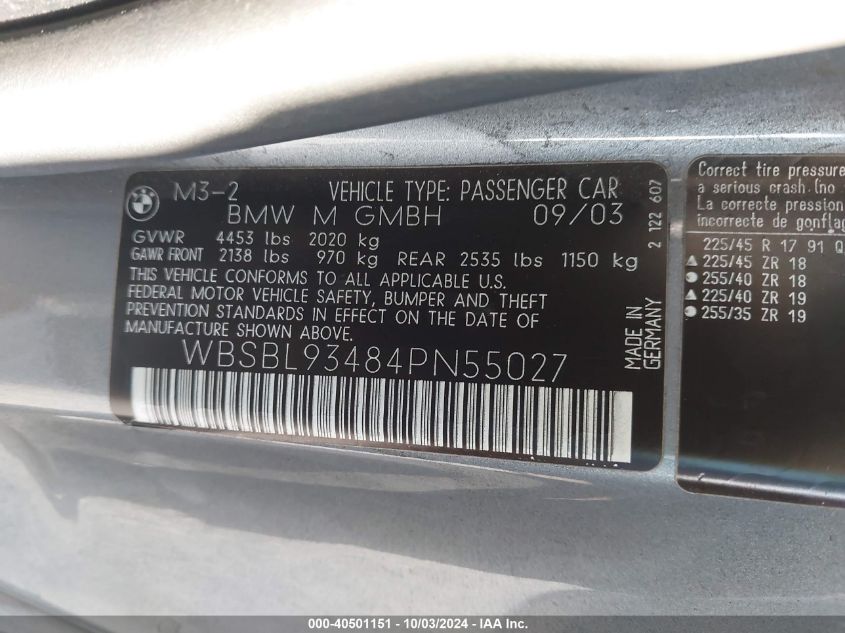 M3-2 VEHICLE TYPE: PASSENGER CAR
BMW M GMBH 09/03
GVWR 4453 lbs 2020 kg
GAWR FRONT 2138 lbs 970 kg REAR 2535 lbs 1150 kg
THIS VEHICLE CONFORMS TO ALL APPLICABLE U.S.
FEDERAL MOTOR VEHICLE SAFETY, BUMPER AND THEFT
PREVENTION STANDARDS IN EFFECT ON THE DATE OF
MANUFACTURE SHOWN ABOVE.
WBSBL93484PN55027
2 122 607
MADE IN
GERMANY
Correct tire pressure
a serious crash.(no
La correcte pression
incorrecte de gonfla
225/45 R 17 91 Q
225/45 ZR 18
255/40 ZR 18
225/40 ZR 19
255/35 ZR 19
000-40501151 - 10/03/2024 - IAA Inc.